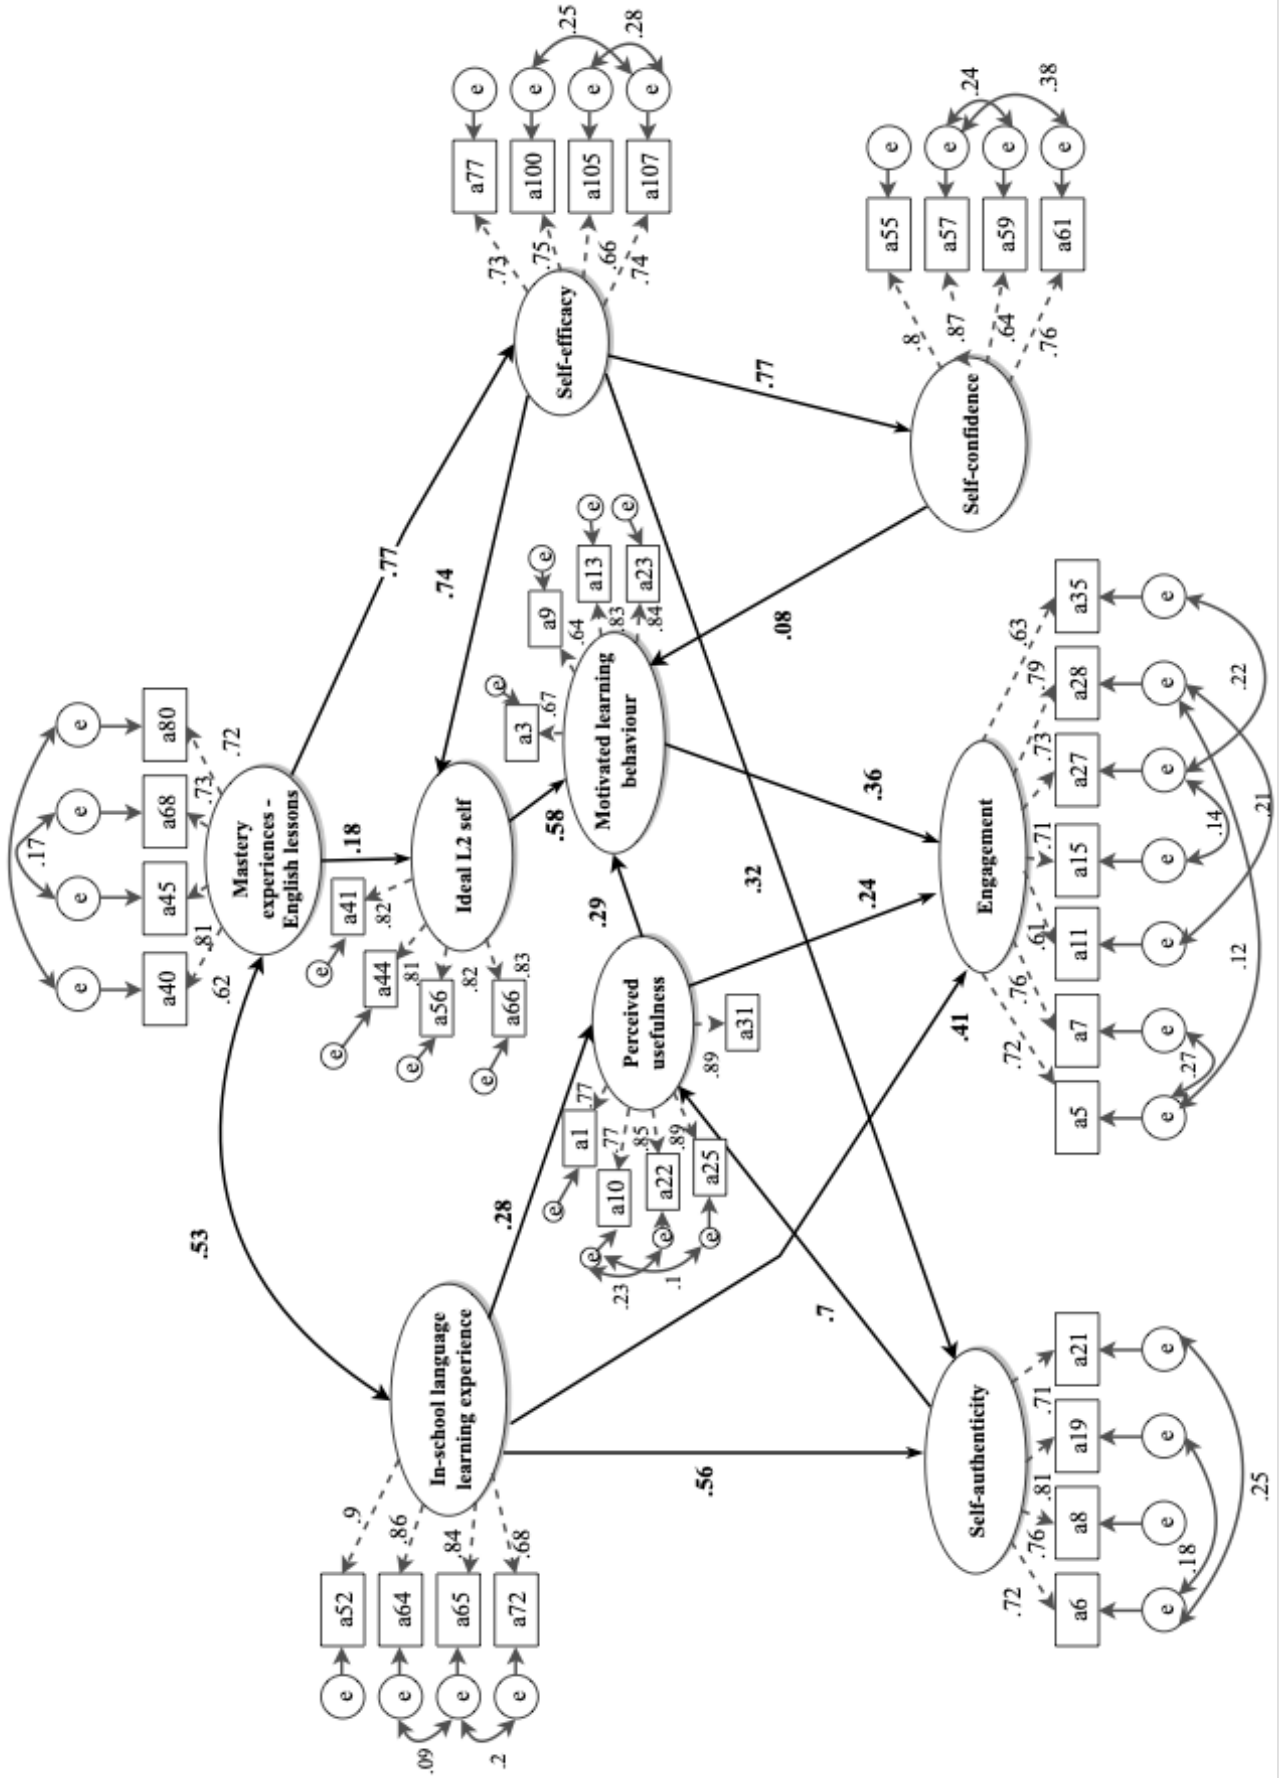 e
e
e
e
.17
a40
a45
a68
a80
.62
.81
.73
.72
Mastery
experiences -
English lessons
.53
.77
.18
.74
e
e
e
e
a41
a44
a56
a66
.82
.81
.82
.83
Ideal L2 self
.58
Self-efficacy
.73
.75
.66
.74
a77
a100
a105
a107
e
e
e
e
.25
.28
In-school language
learning experience
.9
.86
.84
.68
a52
a64
a65
a72
e
e
e
e
.09
.2
.28
.56
.41
Perceived
usefulness
.77
.77
.85
.89
.89
a1
a10
a22
a25
a31
e
e
e
e
.23
.1
.29
.24
Motivated learning
behaviour
.67
.64
.83
.84
a3
a9
a13
a23
e
e
e
e
.36
.08
.32
.77
.7
Self-confidence
.8
.87
.64
.76
a55
a57
a59
a61
e
e
e
e
.24
.38
Self-authenticity
.72
.76
.81
.71
a6
a8
a19
a21
e
e
e
e
.18
.25
Engagement
.72
.76
.61
.71
.73
.79
.63
a5
a7
a11
a15
a27
a28
a35
e
e
e
e
e
e
e
.27
.14
.22
.12
.21